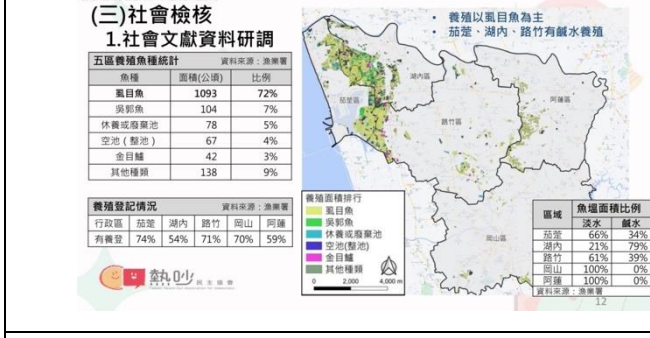 (三)社會檢核
1.社會文獻資料研調
五區養殖魚種統計 資料來源：漁業署
魚種 面積(公頃) 比例
虱目魚 1093 72%
吳郭魚 104 7%
休養或廢棄池 78 5%
空池（整池） 67 4%
金目鱸 42 3%
其他種類 138 9%
養殖登記情況 資料來源：漁業署
行政區 茄萣 湖內 路竹 岡山 阿蓮
有養登 74% 54% 71% 70% 59%
熱吵民主協會
• 養殖以虱目魚為主
• 茄萣、湖內、路竹有鹹水養殖
湖內區
茄萣區
阿蓮區
路竹區
岡山區
養殖面積排行
虱目魚
吳郭魚
休養或廢棄池
空池(整池)
金目鱸
其他種類
0 2,000 4,000 m
區域 魚塭面積比例
淡水 鹹水
茄萣 66% 34%
湖內 21% 79%
路竹 61% 39%
岡山 100% 0%
阿蓮 100% 0%
資料來源：漁業署
12